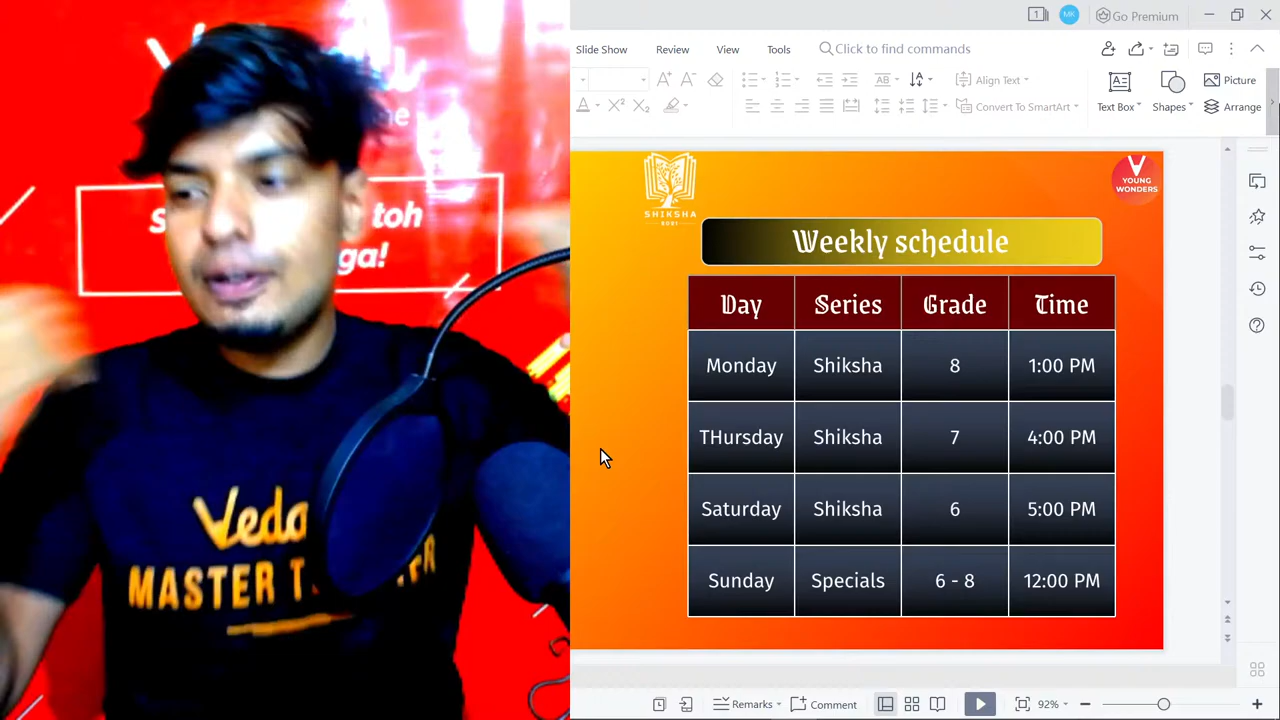 MK
Go Premium
Slide Show Review View Tools Click to find commands
Align Text
Picture
Text Box
Shapes
Convert To SmartArt
Arrange
SHIKSHA
YOUNG
WONDERS
Weekly schedule
Day Series Grade Time
Monday Shiksha 8 1:00 PM
THursday Shiksha 7 4:00 PM
Saturday Shiksha 6 5:00 PM
Sunday Specials 6 - 8 12:00 PM
Remarks Comment 92%
toh
ga!
MASTER